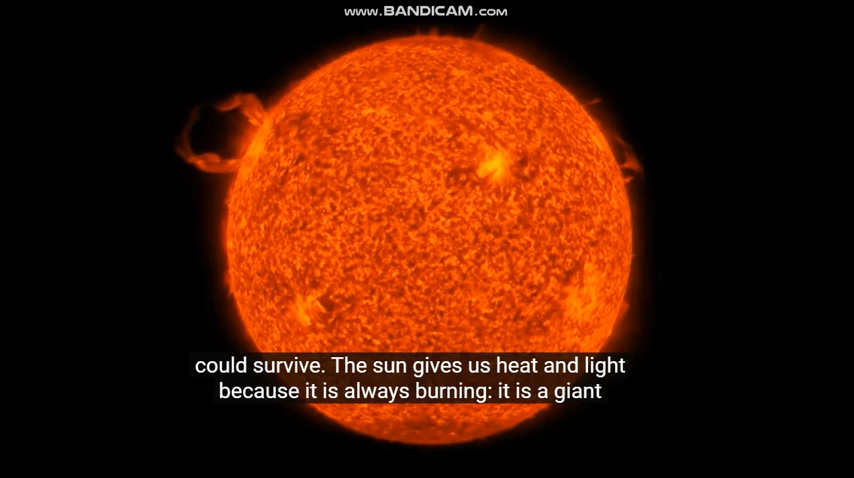 www.BANDICAM.com
could survive. The sun gives us heat and light
because it is always burning: it is a giant